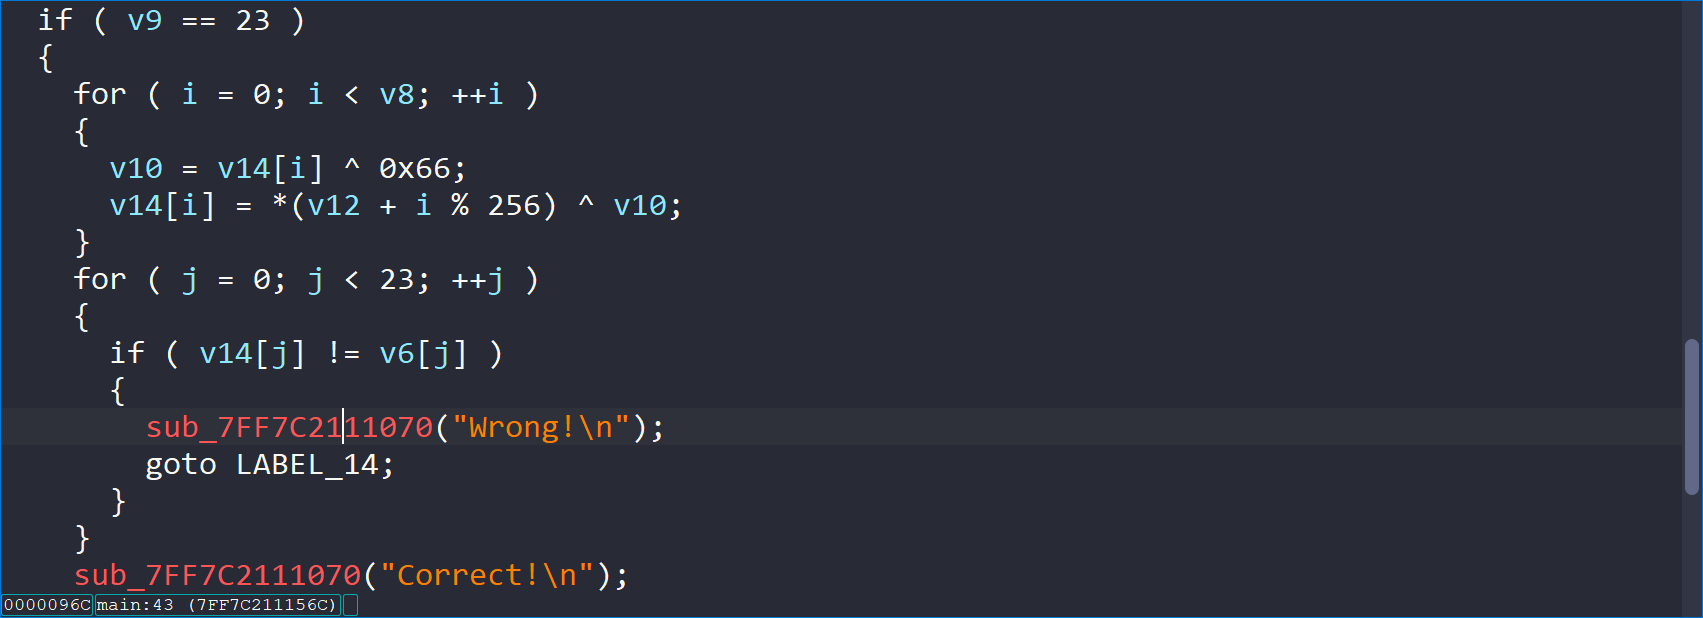 if ( v9 == 23 )
{
for ( i = 0; i < v8; ++i )
{
v10 = v14[i] ^ 0x66;
v14[i] = *(v12 + i % 256) ^ v10;
}
for ( j = 0; j < 23; ++j )
{
if ( v14[j] != v6[j] )
{
sub_7FF7C2111070("Wrong!\n");
goto LABEL_14;
}
}
sub_7FF7C2111070("Correct!\n");
0000096C main:43 (7FF7C211156C)